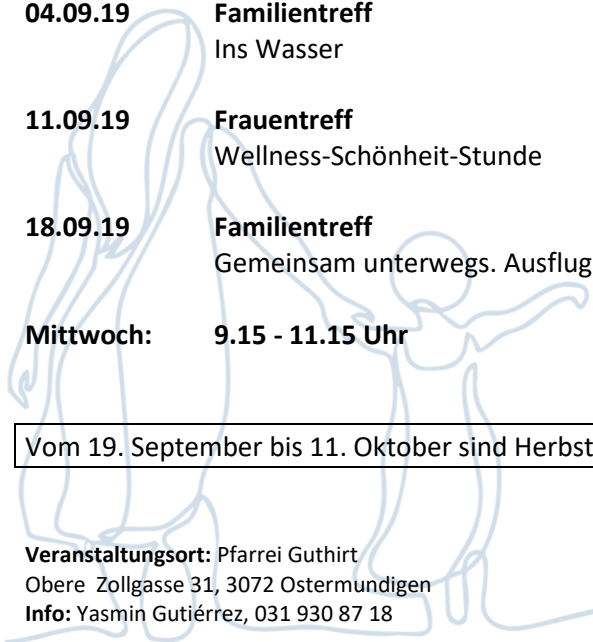 04.09.19 Familientreff
Ins Wasser
11.09.19 Frauentreff
Wellness-Schönheit-Stunde
18.09.19 Familientreff
Gemeinsam unterwegs. Ausflug
Mittwoch: 9.15 - 11.15 Uhr
Vom 19. September bis 11. Oktober sind Herbst
Veranstaltungsort: Pfarrei Guthirt
Obere Zollgasse 31, 3072 Ostermundigen
Info: Yasmin Gutiérrez, 031 930 87 18